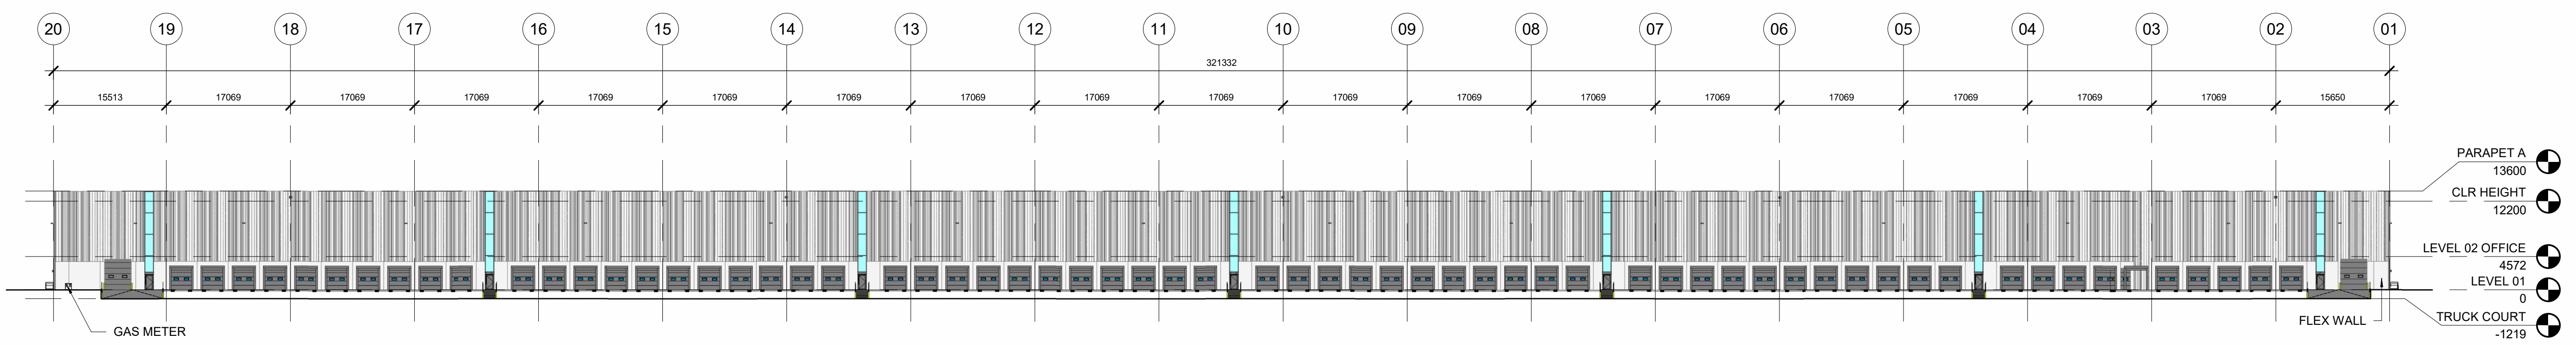 20 19 18 17 16 15 14 13 12 11 10 09 08 07 06 05 04 03 02 01
321332
15513 17069 17069 17069 17069 17069 17069 17069 17069 17069 17069 17069 17069 17069 17069 17069 17069 17069 15650
PARAPET A
13600
CLR HEIGHT
12200
LEVEL 02 OFFICE
4572
LEVEL 01
0
TRUCK COURT
-1219
GAS METER
FLEX WALL